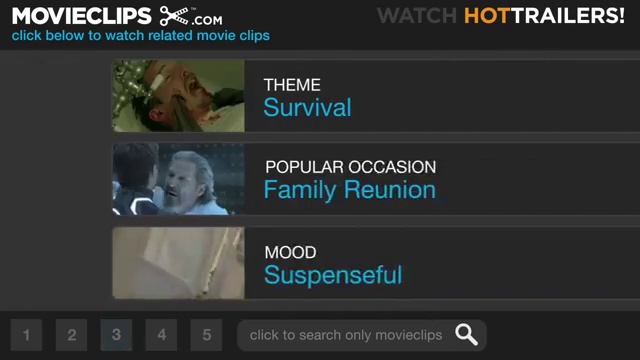 MOVIECLIPS .COM
WATCH HOTTRAILERS!
click below to watch related movie clips
THEME
Survival
POPULAR OCCASION
Family Reunion
MOOD
Suspenseful
1 2 3 4 5 click to search only movieclips